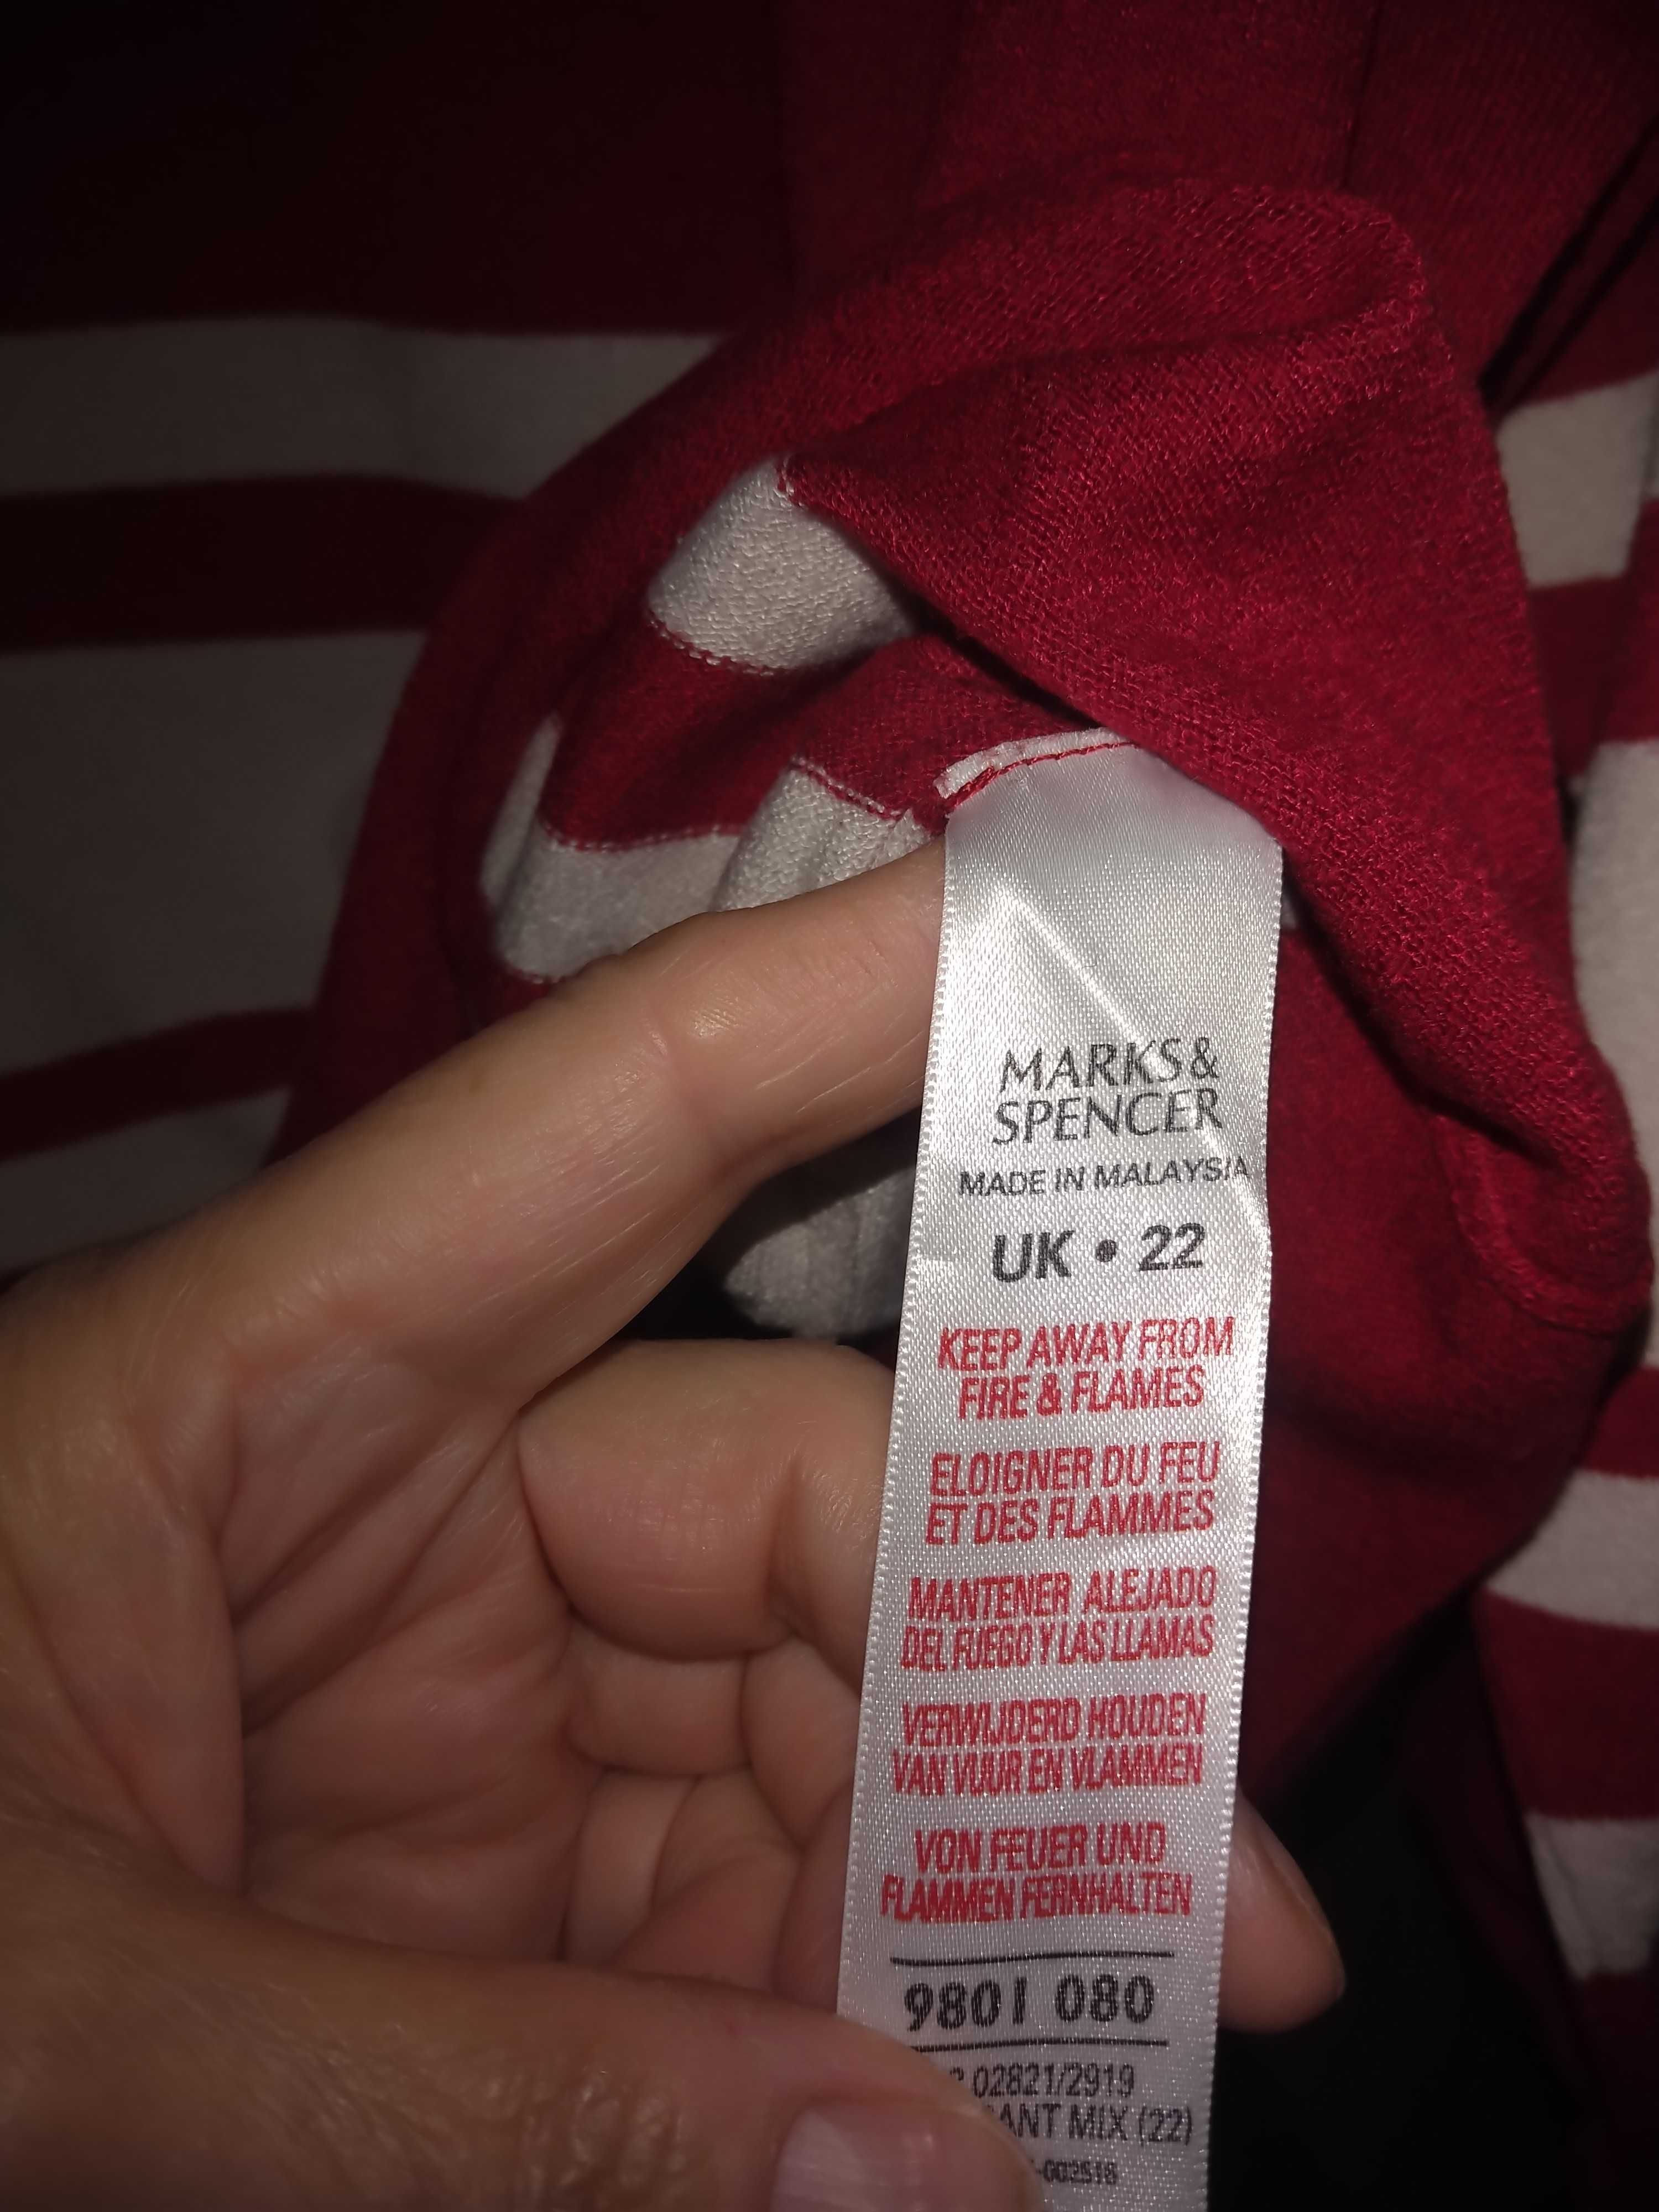 MARKS &
SPENCER
MADE IN MALAYSIA
UK • 22
KEEP AWAY FROM
FIRE & FLAMES
ELOIGNER DU FEU
ET DES FLAMMES
MANTENER ALEJADO
DEL FUEGO Y LAS LLAMAS
VERWIJDERD HOUDEN
VAN VUUR EN VLAMMEN
VON FEUER UND
FLAMMEN FERNHALTEN
9801 080
02821/2919
ANT MIX (22)
-002518